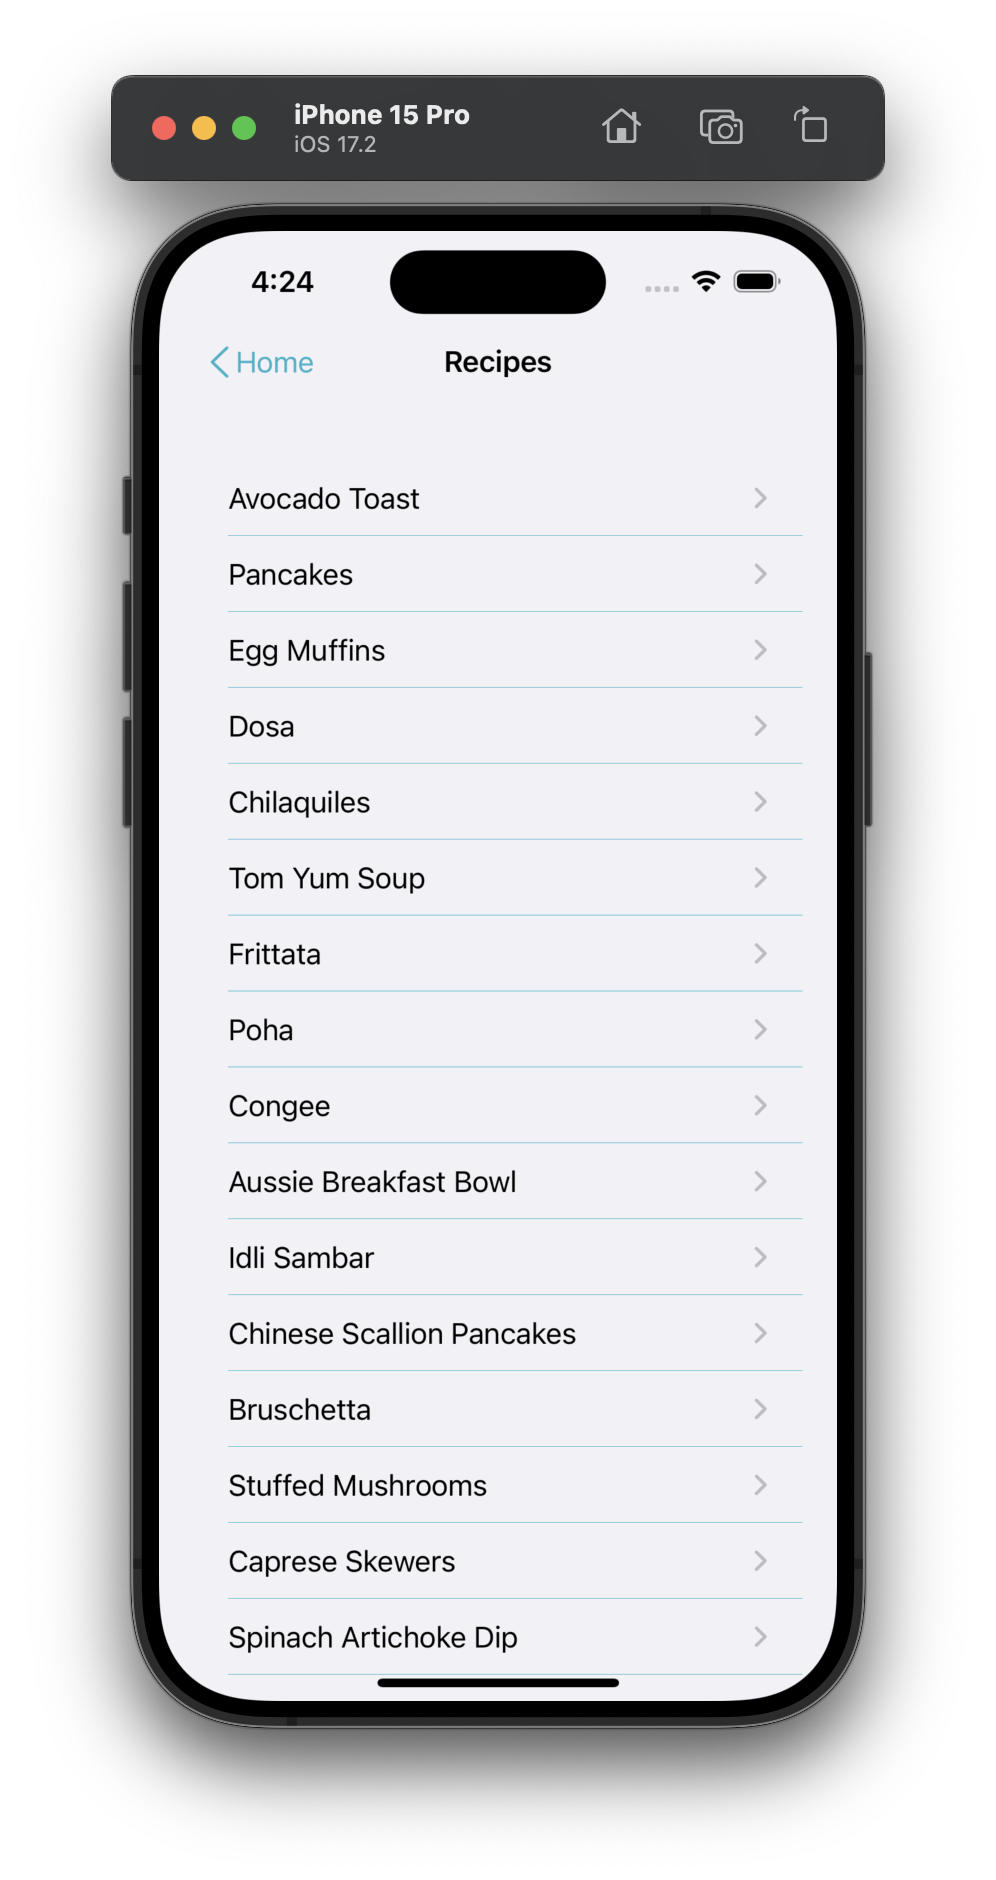 iPhone 15 Pro
iOS 17.2
4:24
Home
Recipes
Avocado Toast
Pancakes
Egg Muffins
Dosa
Chilaquiles
Tom Yum Soup
Frittata
Poha
Congee
Aussie Breakfast Bowl
Idli Sambar
Chinese Scallion Pancakes
Bruschetta
Stuffed Mushrooms
Caprese Skewers
Spinach Artichoke Dip